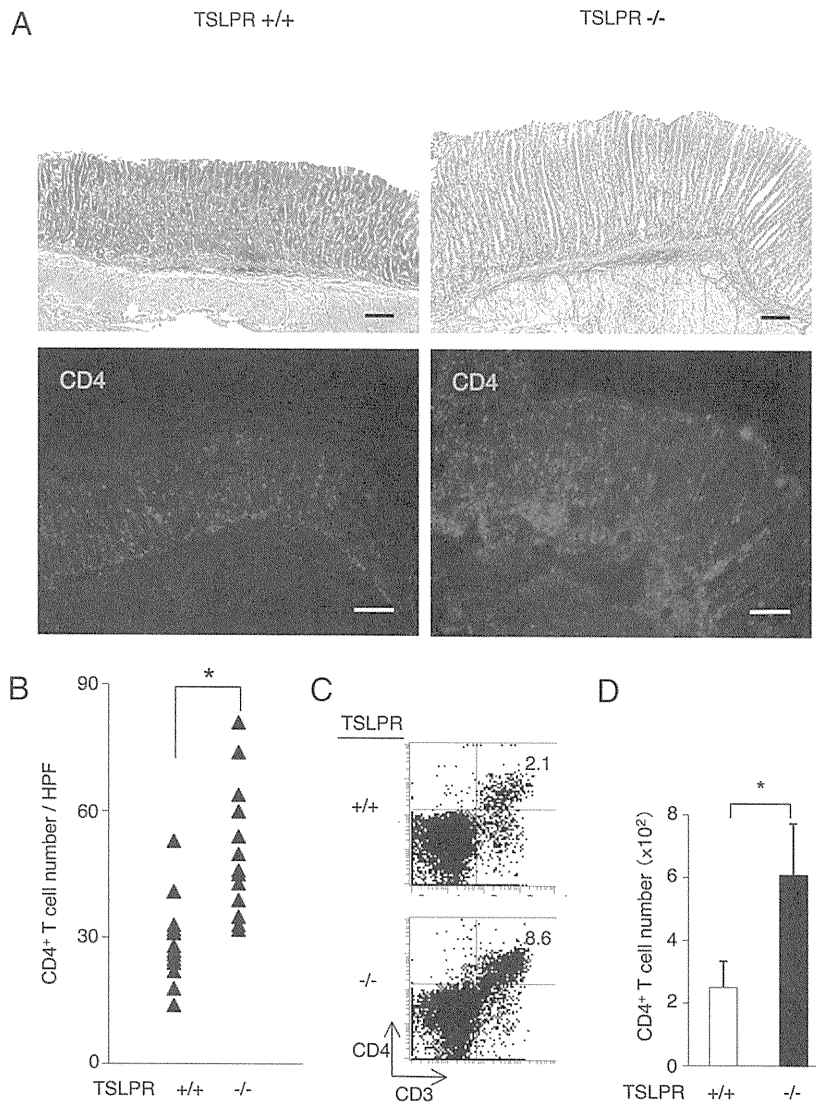 A
TSLPR +/+
TSLPR -/-
CD4
CD4
B
CD4⁺ T cell number / HPF
90
60
30
0
*
TSLPR
+/+
-/-
C
TSLPR
+/+
2.1
-/-
8.6
CD4
CD3
D
CD4⁺ T cell number (x10²)
8
6
4
2
0
*
TSLPR
+/+
-/-